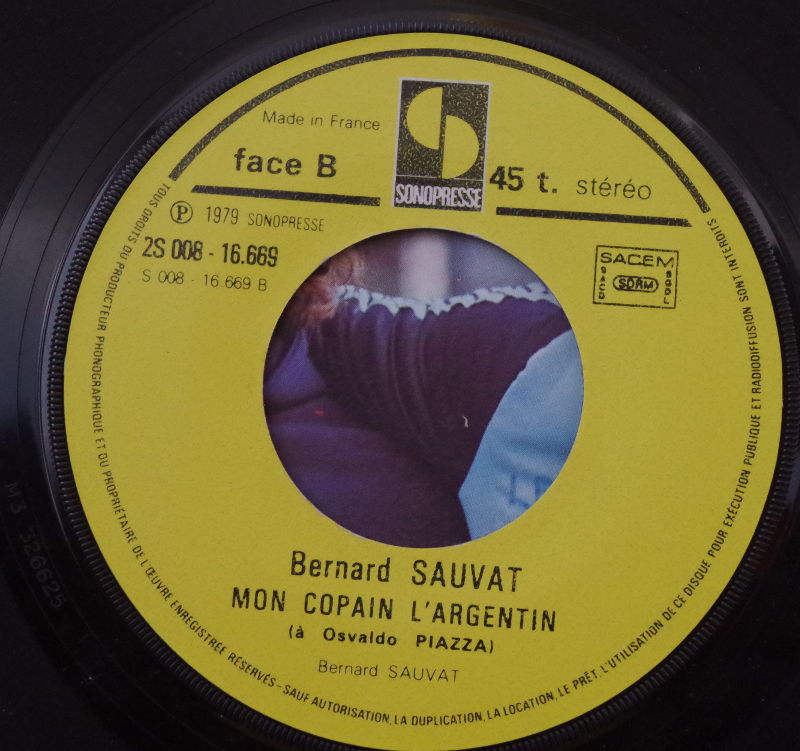 Made in France
SONOPRESSE
face B
45 t. stéréo
Ⓟ 1979 SONOPRESSE
2S 008 - 16.669
S 008 - 16.669 B
SACEM
SACD
SDRM
SGDL
Bernard SAUVAT
MON COPAIN L'ARGENTIN
(à Osvaldo PIAZZA)
Bernard SAUVAT
TOUS DROITS DU PRODUCTEUR PHONOGRAPHIQUE ET DU PROPRIÉTAIRE DE L'ŒUVRE ENREGISTRÉE RÉSERVÉS - SAUF AUTORISATION, LA DUPLICATION, LA LOCATION, LE PRÊT, L'UTILISATION DE CE DISQUE POUR EXÉCUTION PUBLIQUE ET RADIODIFFUSION SONT INTERDITS
M3 326625